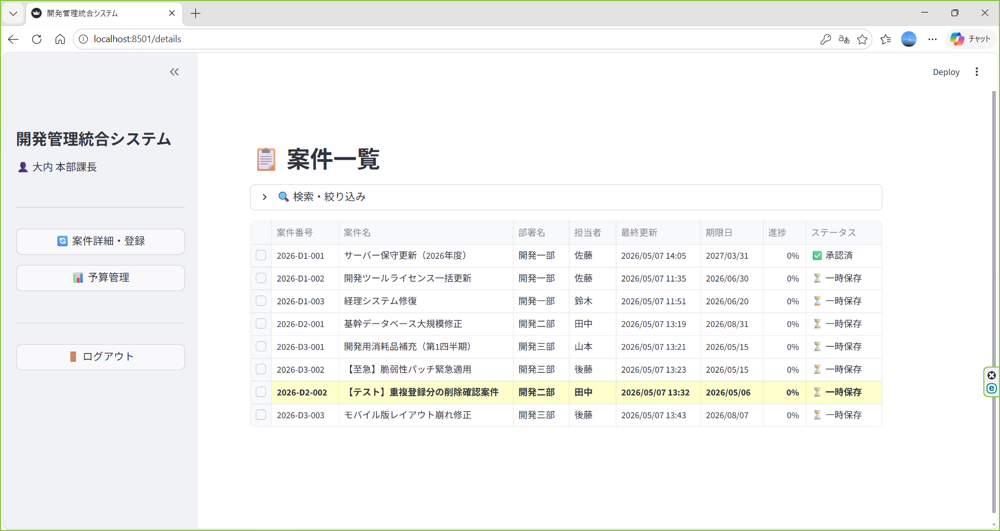 開発管理統合システム
localhost:8501/details
チャット
Deploy
開発管理統合システム
大内 本部課長
案件詳細・登録
予算管理
ログアウト
案件一覧
検索・絞り込み
案件番号 案件名 部署名 担当者 最終更新 期限日 進捗 ステータス
2026-D1-001 サーバー保守更新（2026年度） 開発一部 佐藤 2026/05/07 14:05 2027/03/31 0% 承認済
2026-D1-002 開発ツールライセンス一括更新 開発一部 佐藤 2026/05/07 11:35 2026/06/30 0% 一時保存
2026-D1-003 経理システム修復 開発一部 鈴木 2026/05/07 11:51 2026/06/20 0% 一時保存
2026-D2-001 基幹データベース大規模修正 開発二部 田中 2026/05/07 13:19 2026/08/31 0% 一時保存
2026-D3-001 開発用消耗品補充（第1四半期） 開発三部 山本 2026/05/07 13:21 2026/05/15 0% 一時保存
2026-D3-002 【至急】脆弱性パッチ緊急適用 開発三部 後藤 2026/05/07 13:23 2026/05/15 0% 一時保存
2026-D2-002 【テスト】重複登録分の削除確認案件 開発二部 田中 2026/05/07 13:32 2026/05/06 0% 一時保存
2026-D3-003 モバイル版レイアウト崩れ修正 開発三部 後藤 2026/05/07 13:43 2026/08/07 0% 一時保存